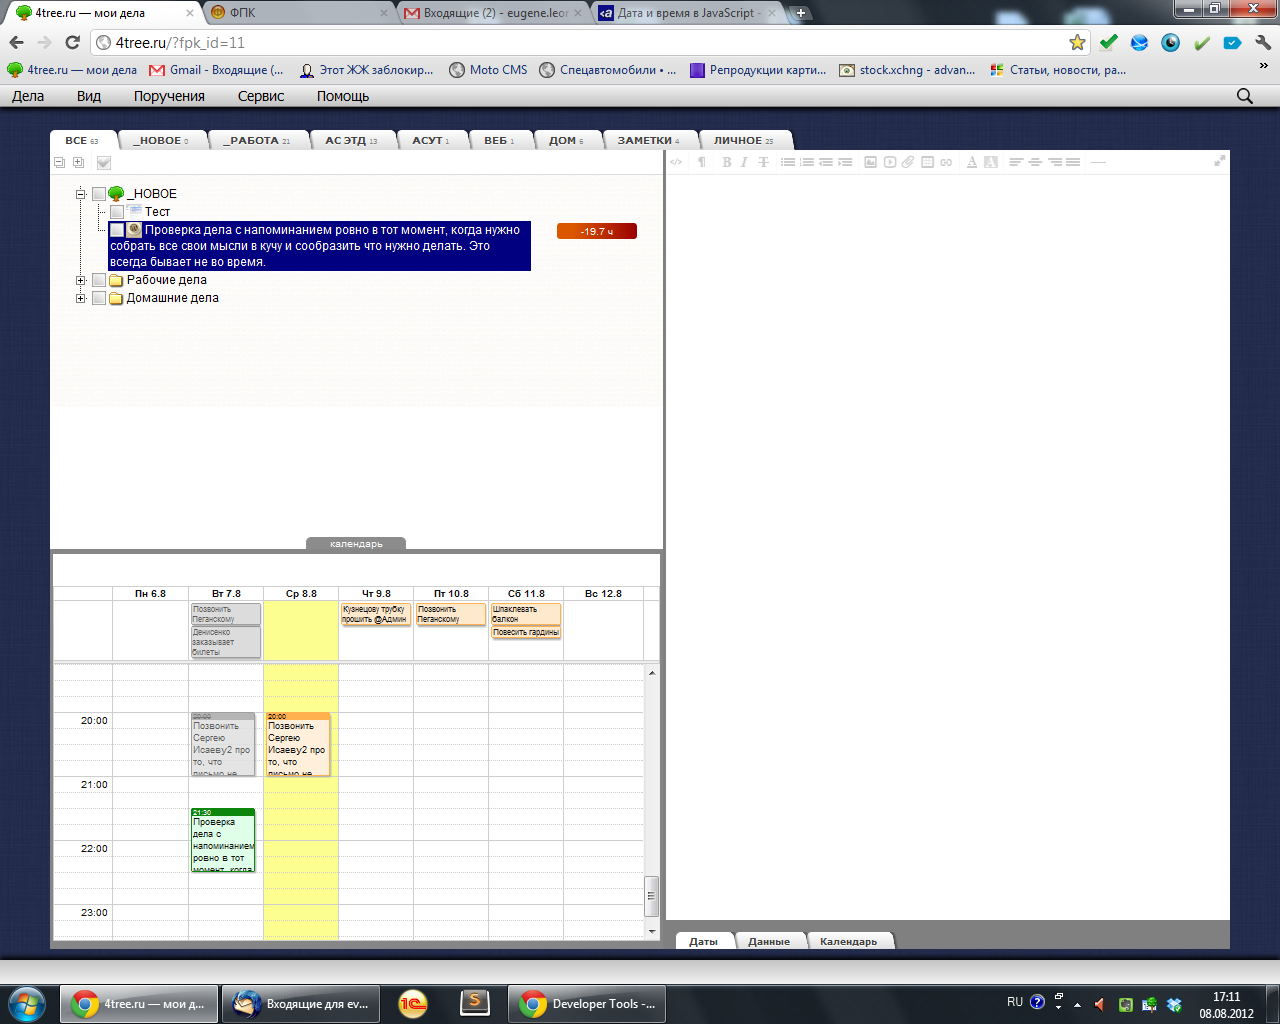 4tree.ru — мои дела
ФПК
Входящие (2) - eugene.leon
Дата и время в JavaScript -
4tree.ru/?fpk_id=11
4tree.ru — мои дела
Gmail - Входящие (...
Этот ЖЖ заблокир...
Moto CMS
Спецавтомобили • ...
Репродукции карти...
stock.xchng - advan...
Статьи, новости, ра...
»
Дела Вид Поручения Сервис Помощь
ВСЕ 63
_НОВОЕ 0
_РАБОТА 21
АС ЭТД 13
АСУТ 1
ВЕБ 1
ДОМ 6
ЗАМЕТКИ 4
ЛИЧНОЕ 25
_НОВОЕ
Тест
Проверка дела с напоминанием ровно в тот момент, когда нужно
собрать все свои мысли в кучу и сообразить что нужно делать. Это
всегда бывает не во время.
-19.7 ч
Рабочие дела
Домашние дела
календарь
Пн 6.8 Вт 7.8 Ср 8.8 Чт 9.8 Пт 10.8 Сб 11.8 Вс 12.8
Позвонить
Пеганскому
Денисенко
заказывает
билеты
Кузнецову трубку
прошить @Админ
Позвонить
Пеганскому
Шпаклевать
балкон
Повесить гардины
20:00
20:00
Позвонить
Сергею
Исаеву2 про
то, что
письмо не
20:00
Позвонить
Сергею
Исаеву2 про
то, что
письмо не
21:00
21:30
Проверка
дела с
напоминанием
ровно в тот
момент, когда
22:00
23:00
Даты
Данные
Календарь
4tree.ru — мои д...
Входящие для ev...
1С
S
Developer Tools -...
RU
17:11
08.08.2012